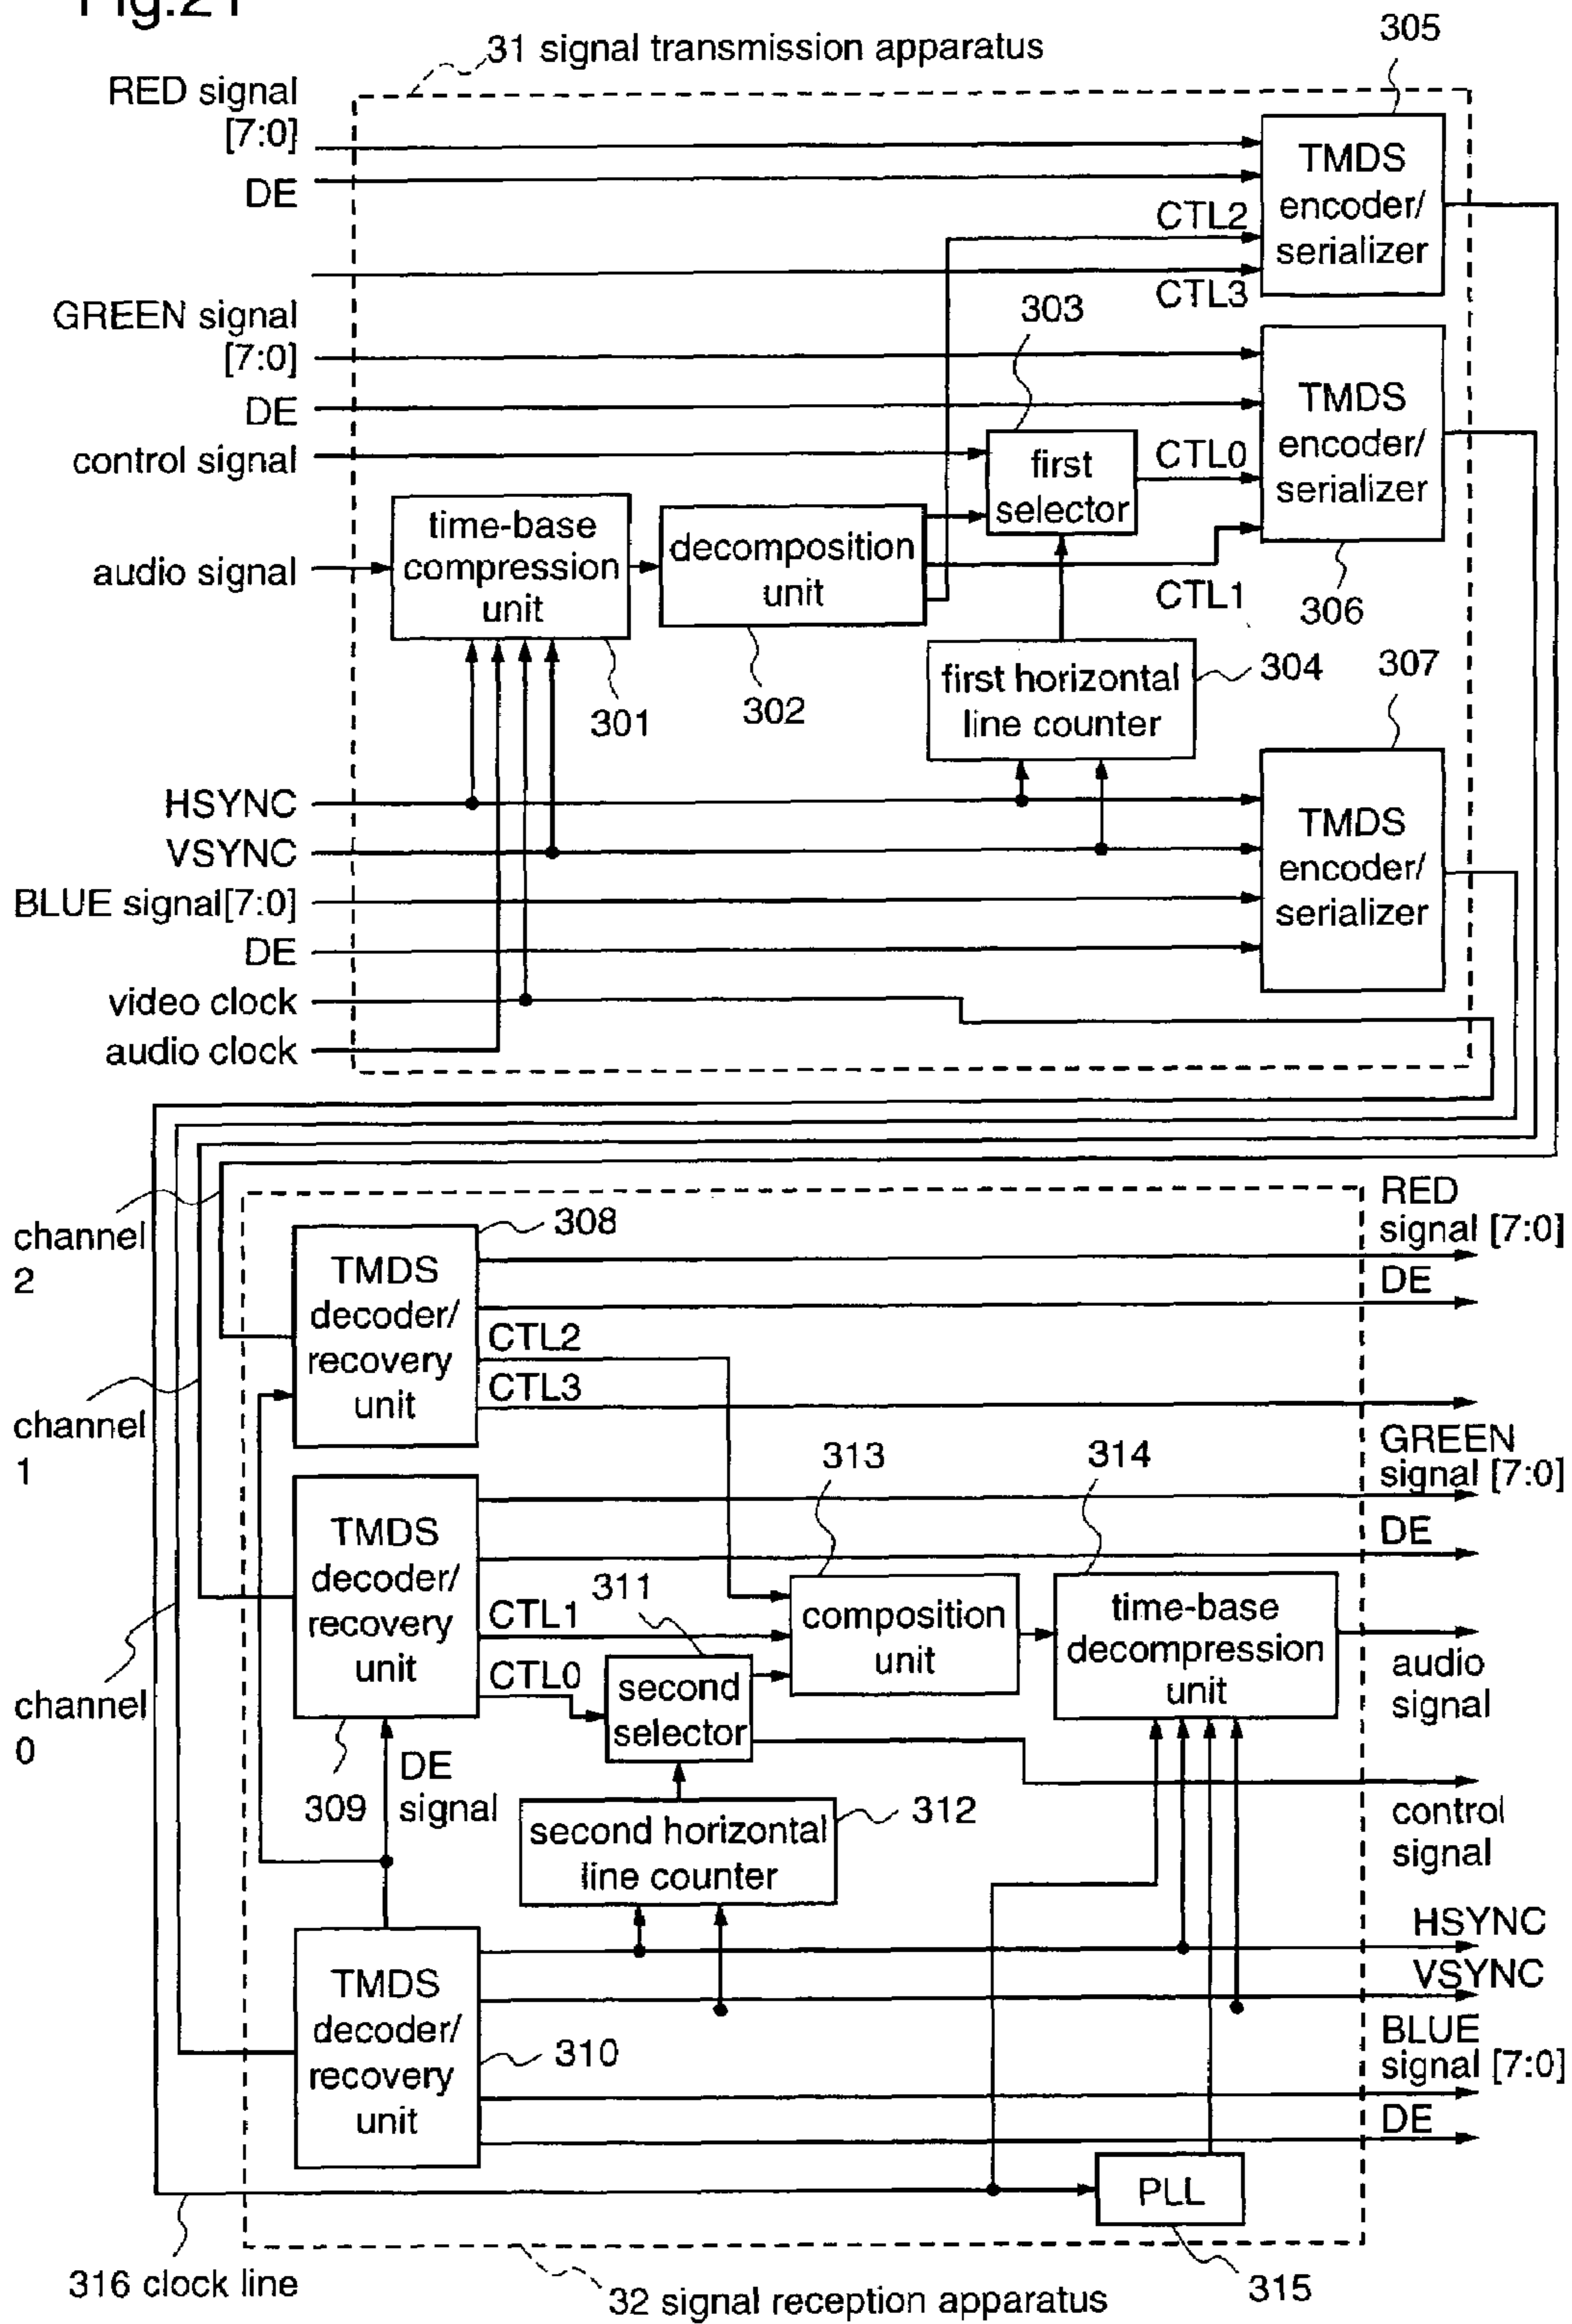 Fig.21
31 signal transmission apparatus
305
RED signal
[7:0]
DE
TMDS
encoder/
serializer
CTL2
CTL3
GREEN signal
[7:0]
DE
303
control signal
first
selector
CTL0
TMDS
encoder/
serializer
audio signal
time-base
compression
unit
decomposition
unit
CTL1
306
301
302
first horizontal
line counter
304
307
HSYNC
VSYNC
BLUE signal[7:0]
DE
TMDS
encoder/
serializer
video clock
audio clock
channel
2
308
RED
signal [7:0]
DE
TMDS
decoder/
recovery
unit
CTL2
CTL3
channel
1
313
314
GREEN
signal [7:0]
DE
TMDS
decoder/
recovery
unit
311
CTL1
CTL0
composition
unit
time-base
decompression
unit
second
selector
audio
signal
channel
0
309
DE
signal
312
second horizontal
line counter
control
signal
HSYNC
VSYNC
TMDS
decoder/
recovery
unit
310
BLUE
signal [7:0]
DE
PLL
315
316 clock line
32 signal reception apparatus